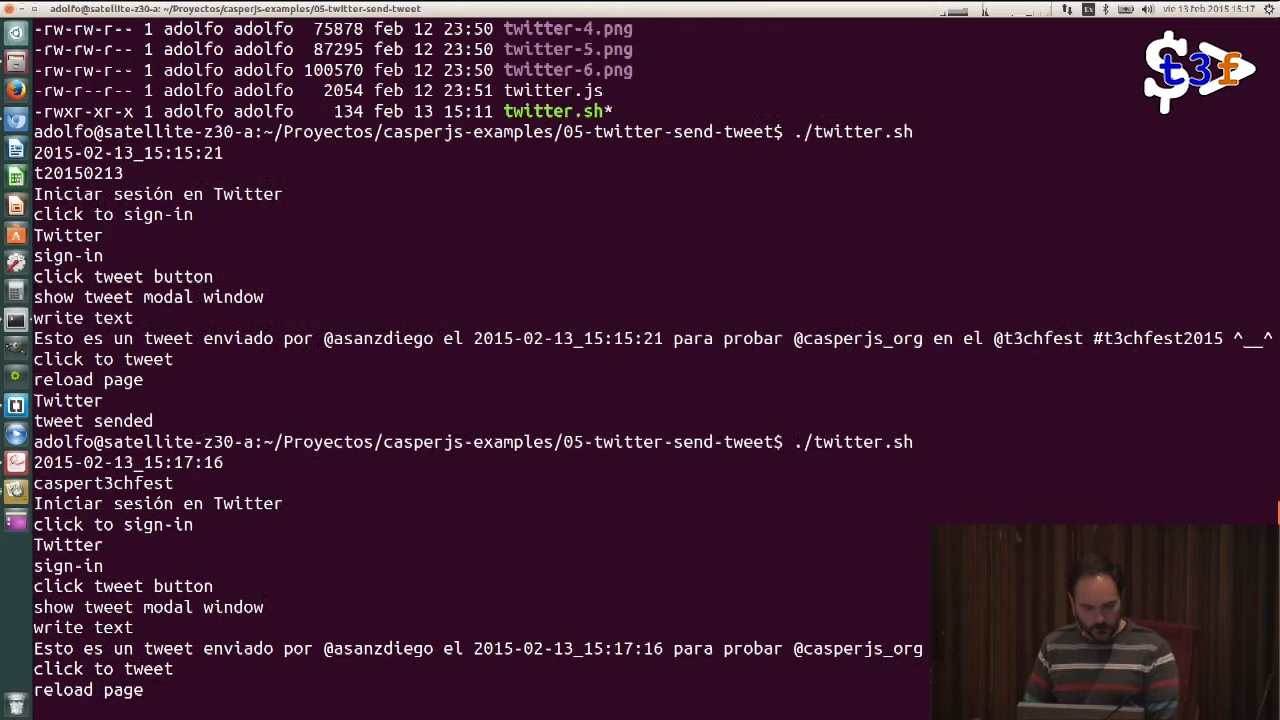 adolfo@satellite-z30-a: ~/Proyectos/casperjs-examples/05-twitter-send-tweet
Es
vie 13 feb 2015 15:17
-rw-rw-r-- 1 adolfo adolfo  75878 feb 12 23:50 twitter-4.png
-rw-rw-r-- 1 adolfo adolfo  87295 feb 12 23:50 twitter-5.png
-rw-rw-r-- 1 adolfo adolfo 100570 feb 12 23:50 twitter-6.png
-rw-r--r-- 1 adolfo adolfo   2054 feb 12 23:51 twitter.js
-rwxr-xr-x 1 adolfo adolfo    134 feb 13 15:11 twitter.sh*
$t3f
adolfo@satellite-z30-a:~/Proyectos/casperjs-examples/05-twitter-send-tweet$ ./twitter.sh
2015-02-13_15:15:21
t20150213
Iniciar sesión en Twitter
click to sign-in
Twitter
sign-in
click tweet button
show tweet modal window
write text
Esto es un tweet enviado por @asanzdiego el 2015-02-13_15:15:21 para probar @casperjs_org en el @t3chfest #t3chfest2015 ^__^
click to tweet
reload page
Twitter
tweet sended
adolfo@satellite-z30-a:~/Proyectos/casperjs-examples/05-twitter-send-tweet$ ./twitter.sh
2015-02-13_15:17:16
caspert3chfest
Iniciar sesión en Twitter
click to sign-in
Twitter
sign-in
click tweet button
show tweet modal window
write text
Esto es un tweet enviado por @asanzdiego el 2015-02-13_15:17:16 para probar @casperjs_org
click to tweet
reload page